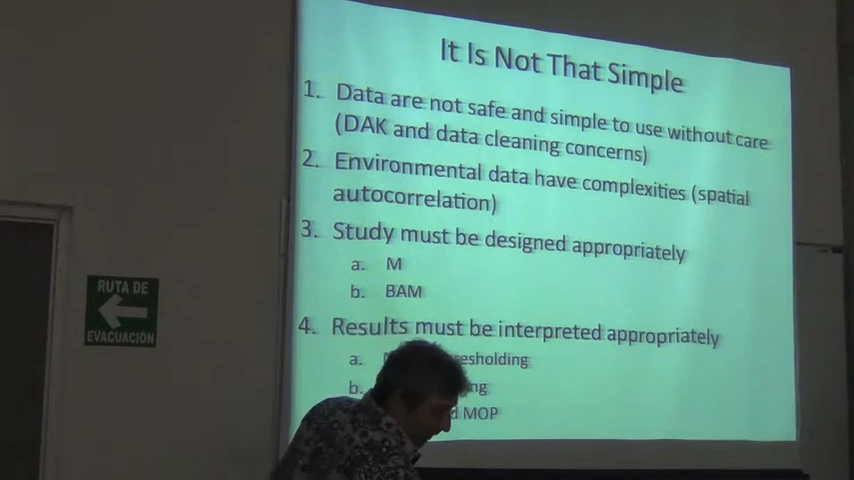 It Is Not That Simple
1. Data are not safe and simple to use without care
(DAK and data cleaning concerns)
2. Environmental data have complexities (spatial
autocorrelation)
3. Study must be designed appropriately
a. M
b. BAM
4. Results must be interpreted appropriately
a.
b.
MOP
RUTA DE
EVACUACIÓN